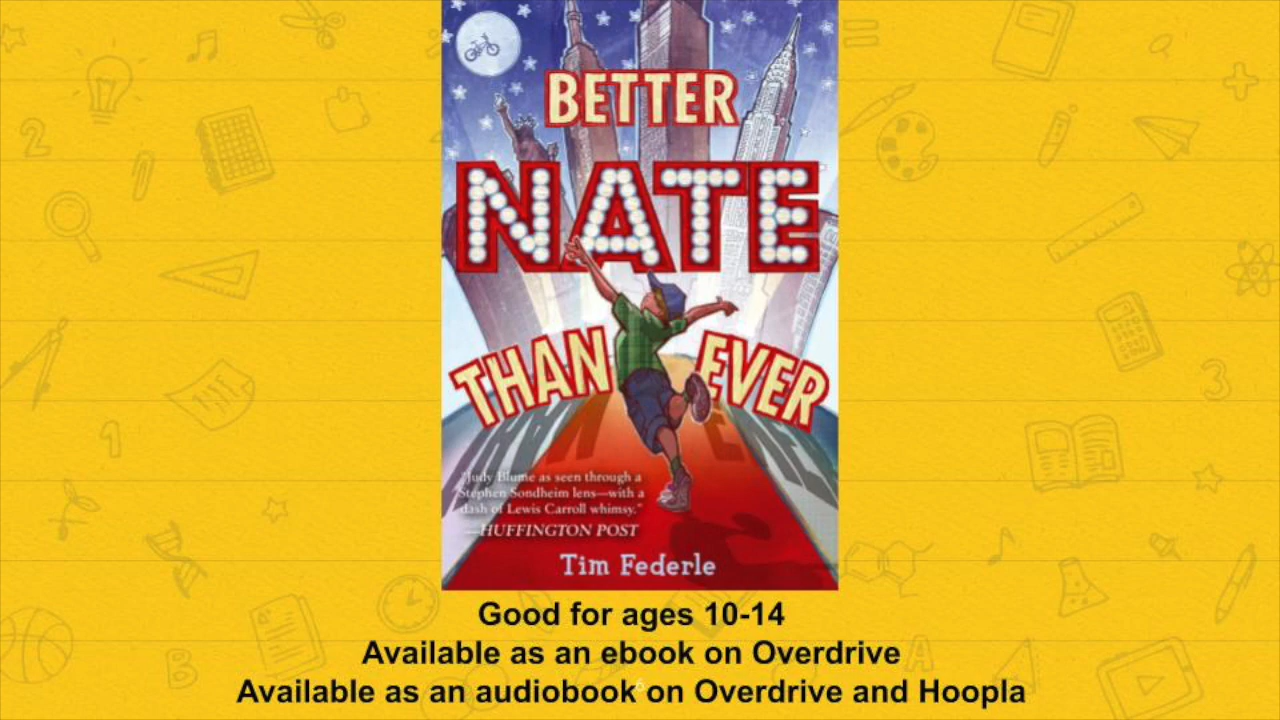 BETTER
NATE
THAN EVER
"Judy Blume as seen through a
Stephen Sondheim lens—with a
dash of Lewis Carroll whimsy."
—HUFFINGTON POST
Tim Federle
Good for ages 10-14
Available as an ebook on Overdrive
Available as an audiobook on Overdrive and Hoopla
6